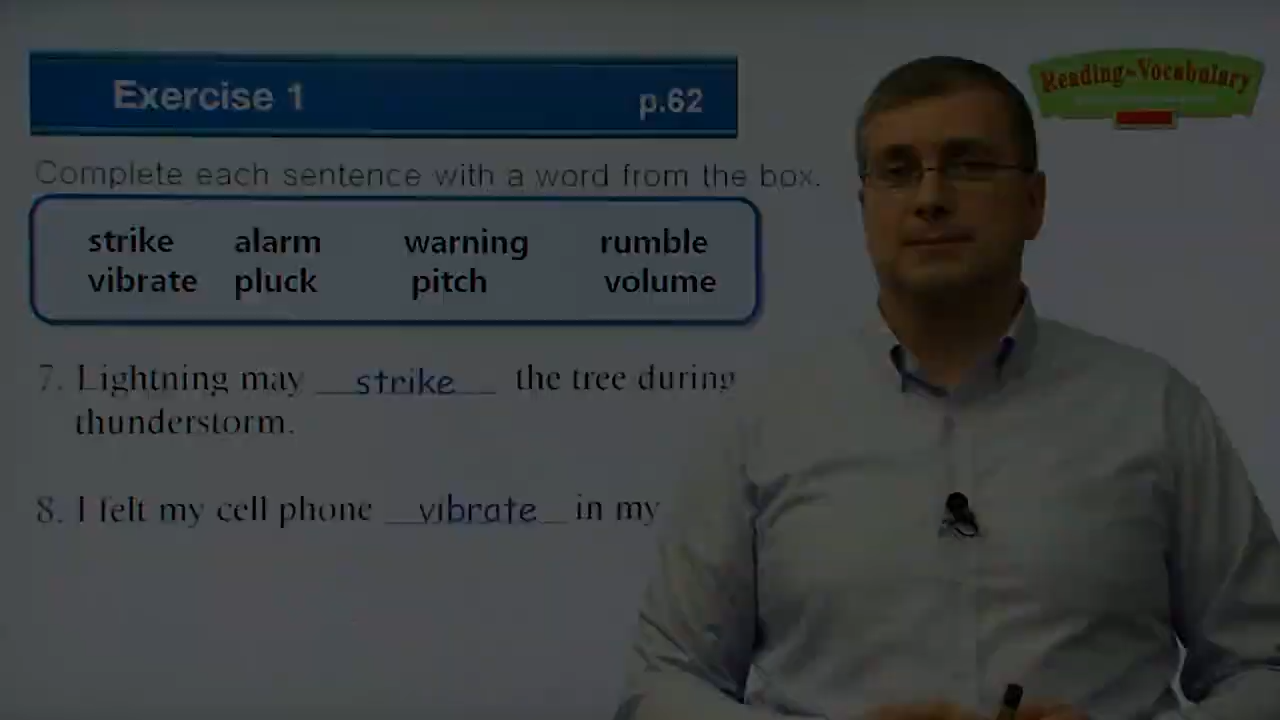 Exercise 1 p.62
Reading for Vocabulary
Complete each sentence with a word from the box.
strike alarm warning rumble
vibrate pluck pitch volume
7. Lightning may strike the tree during
thunderstorm.
8. I felt my cell phone vibrate in my